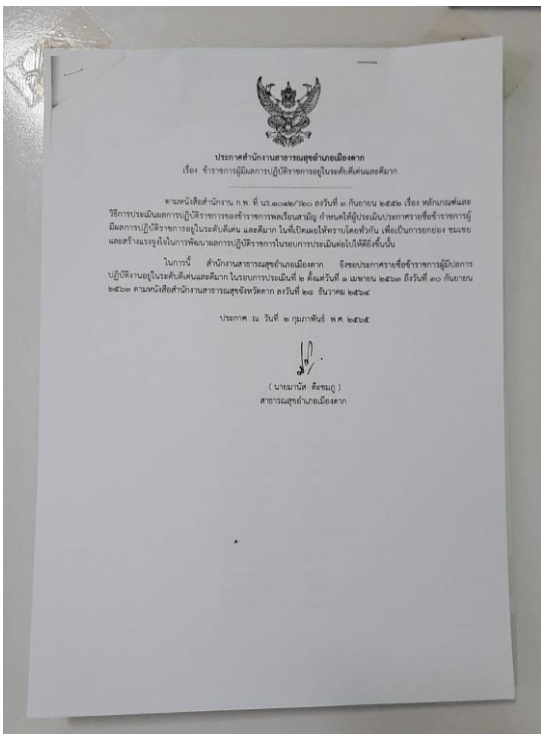 ประกาศสำนักงานสาธารณสุขอำเภอเมืองตาก
เรื่อง ข้าราชการผู้มีผลการปฏิบัติราชการอยู่ในระดับดีเด่นและดีมาก
ตามหนังสือสำนักงาน ก.พ. ที่ นร.๑๐๑๒/ว๒๐ ลงวันที่ ๓ กันยายน ๒๕๕๒ เรื่อง หลักเกณฑ์และ
วิธีการประเมินผลการปฏิบัติราชการของข้าราชการพลเรือนสามัญ กำหนดให้ผู้ประเมินประกาศรายชื่อข้าราชการผู้
มีผลการปฏิบัติราชการอยู่ในระดับดีเด่น และดีมาก ในที่เปิดเผยให้ทราบโดยทั่วกัน เพื่อเป็นการยกย่อง ชมเชย
และสร้างแรงจูงใจในการพัฒนาผลการปฏิบัติราชการในรอบการประเมินต่อไปให้ดียิ่งขึ้นนั้น
ในการนี้ สำนักงานสาธารณสุขอำเภอเมืองตาก จึงขอประกาศรายชื่อข้าราชการผู้มีปลการ
ปฏิบัติงานอยู่ในระดับดีเด่นและดีมาก ในรอบการประเมินที่ ๒ ตั้งแต่วันที่ ๑ เมษายน ๒๕๖๓ ถึงวันที่ ๓๐ กันยายน
๒๕๖๓ ตามหนังสือสำนักงานสาธารณสุขจังหวัดตาก ลงวันที่ ๒๘ ธันวาคม ๒๕๖๔
ประกาศ ณ วันที่ ๒ กุมภาพันธ์ พ.ศ. ๒๕๖๕
( นายมานัส ต๊ะชมภู )
สาธารณสุขอำเภอเมืองตาก